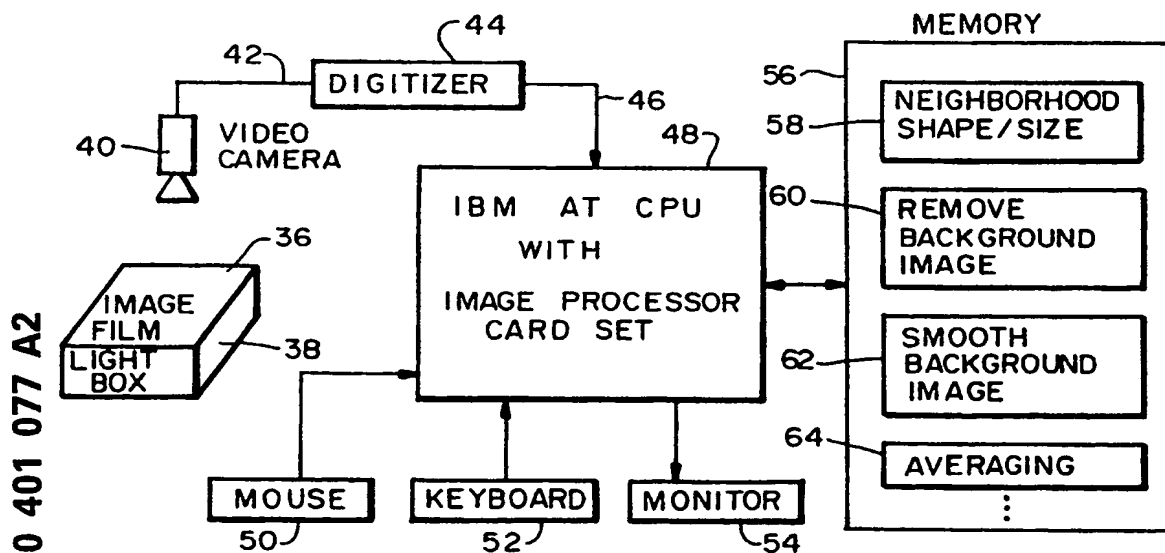 MEMORY
44
42
DIGITIZER
46
56
40
VIDEO
CAMERA
48
58
NEIGHBORHOOD
SHAPE/SIZE
IBM AT CPU
WITH
IMAGE PROCESSOR
CARD SET
60
REMOVE
BACKGROUND
IMAGE
36
IMAGE
FILM
38
LIGHT
BOX
62
SMOOTH
BACKGROUND
IMAGE
64
AVERAGING
MOUSE
50
KEYBOARD
52
MONITOR
54
0 401 077 A2